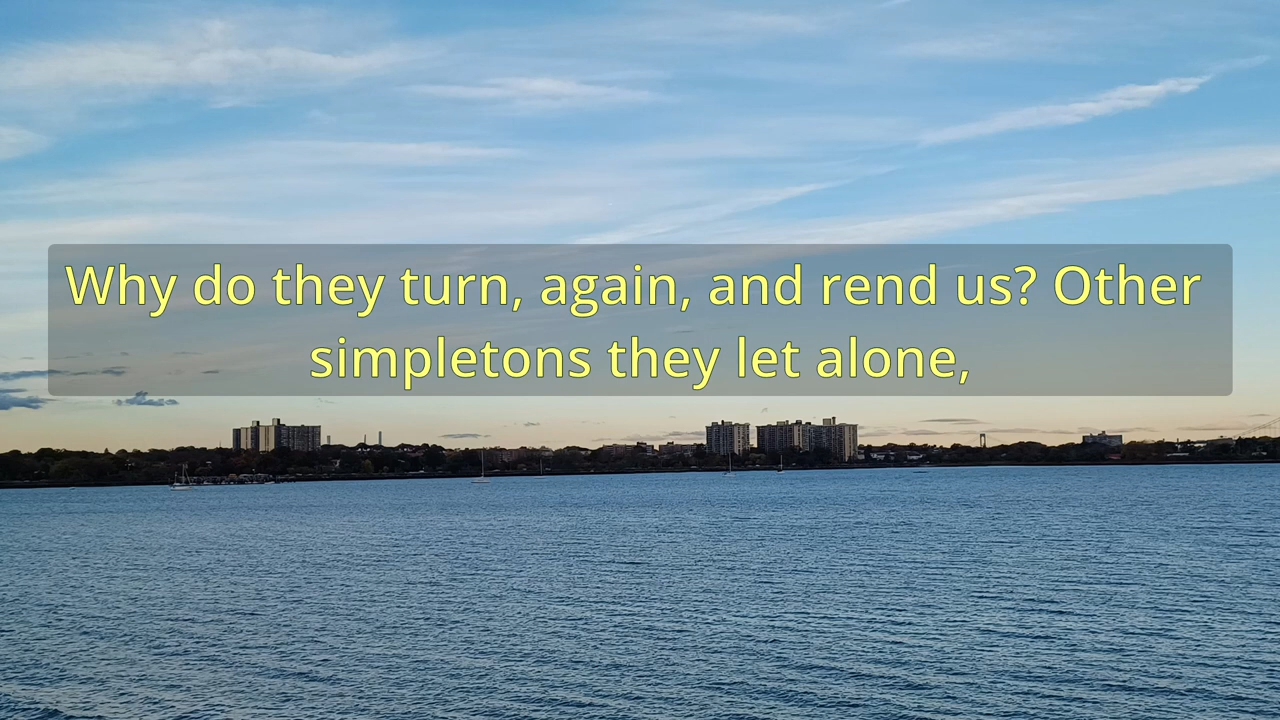 Why do they turn, again, and rend us? Other
simpletons they let alone,